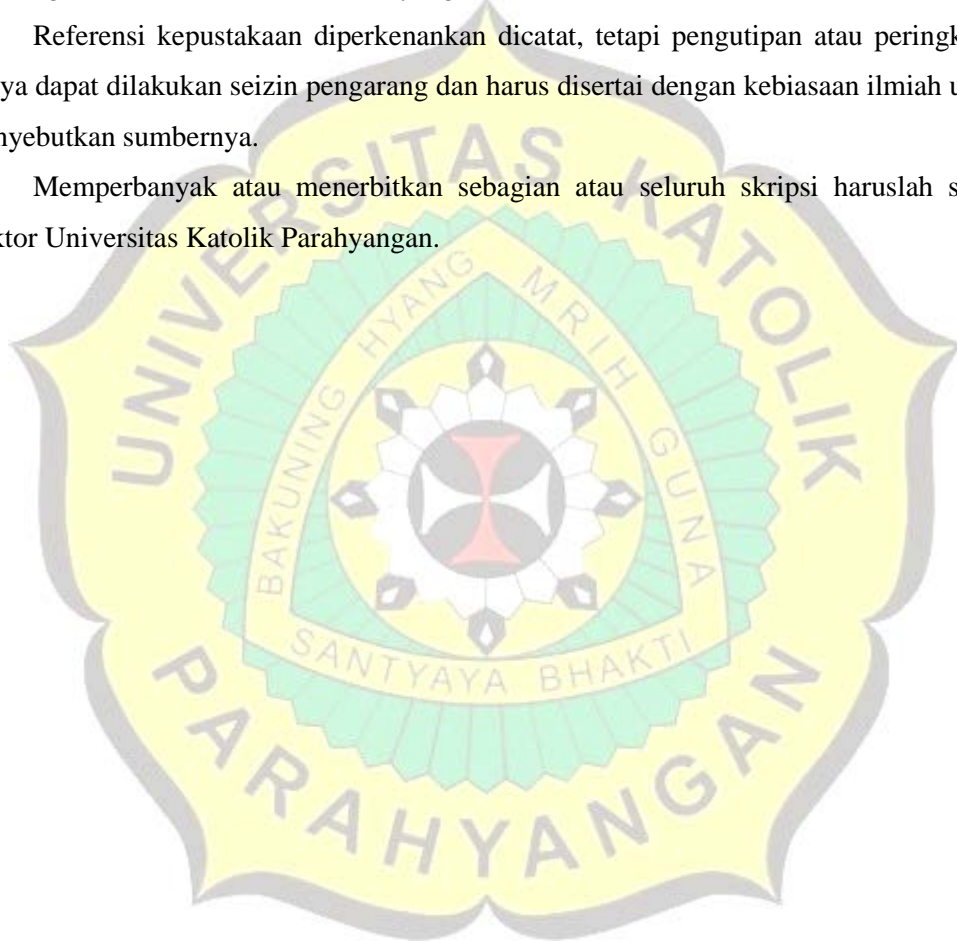 Referensi kepustakaan diperkenankan dicatat, tetapi pengutipan atau peringk
ya dapat dilakukan seizin pengarang dan harus disertai dengan kebiasaan ilmiah u
nyebutkan sumbernya.
Memperbanyak atau menerbitkan sebagian atau seluruh skripsi haruslah s
ktor Universitas Katolik Parahyangan.
UNIVERSITAS KATOLIK
BAKUNING HYANG MRIH GUNA
SANTYAYA BHAKTI
PARAHYANGAN